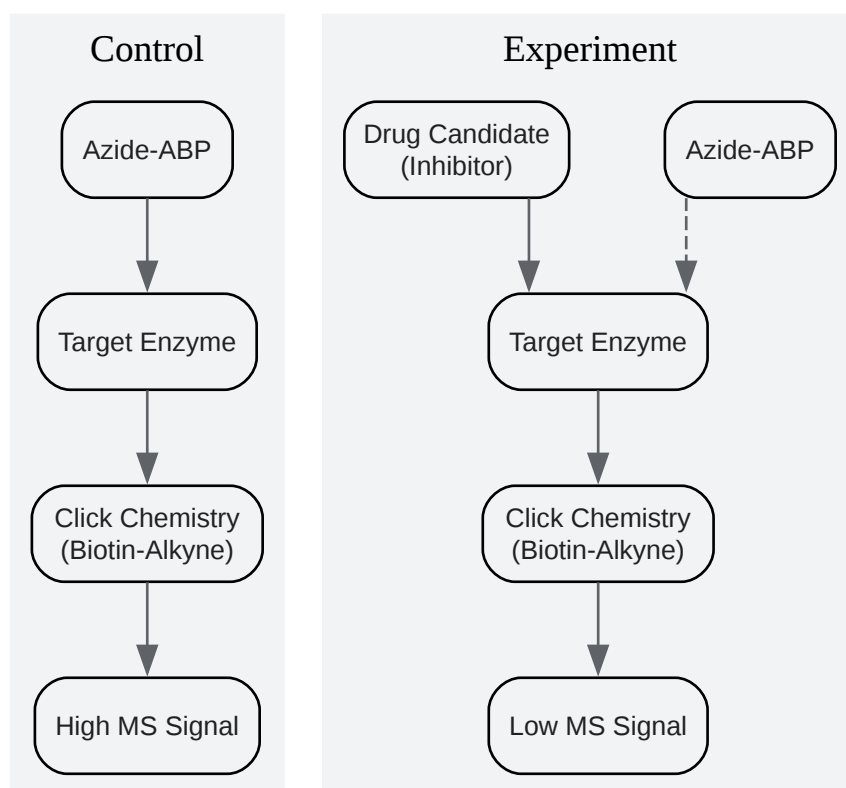 Control
Azide-ABP
Target Enzyme
Click Chemistry
(Biotin-Alkyne)
High MS Signal
Experiment
Drug Candidate
(Inhibitor)
Azide-ABP
Target Enzyme
Click Chemistry
(Biotin-Alkyne)
Low MS Signal